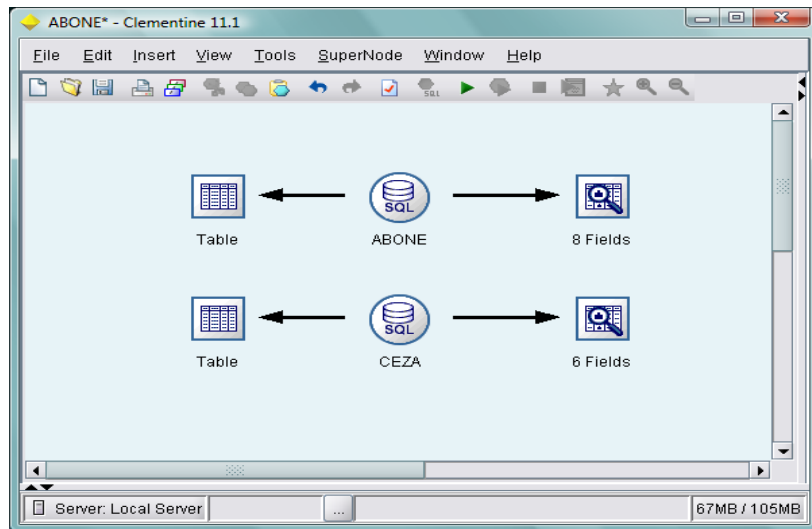 ABONE* - Clementine 11.1
File Edit Insert View Tools SuperNode Window Help
SQL
SQL
Table ABONE 8 Fields
SQL
Table CEZA 6 Fields
Server: Local Server ... 67MB / 105MB